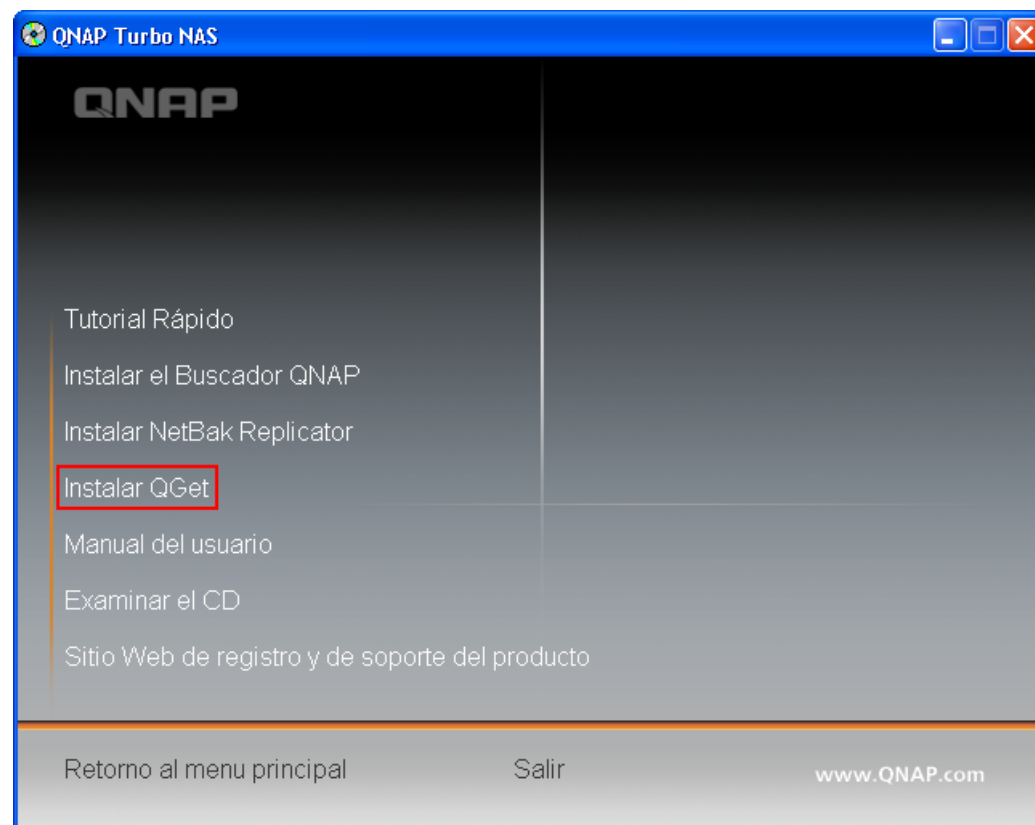 QNAP Turbo NAS
QNAP
Tutorial Rápido
Instalar el Buscador QNAP
Instalar NetBak Replicator
Instalar QGet
Manual del usuario
Examinar el CD
Sitio Web de registro y de soporte del producto
Retorno al menu principal
Salir
www.QNAP.com